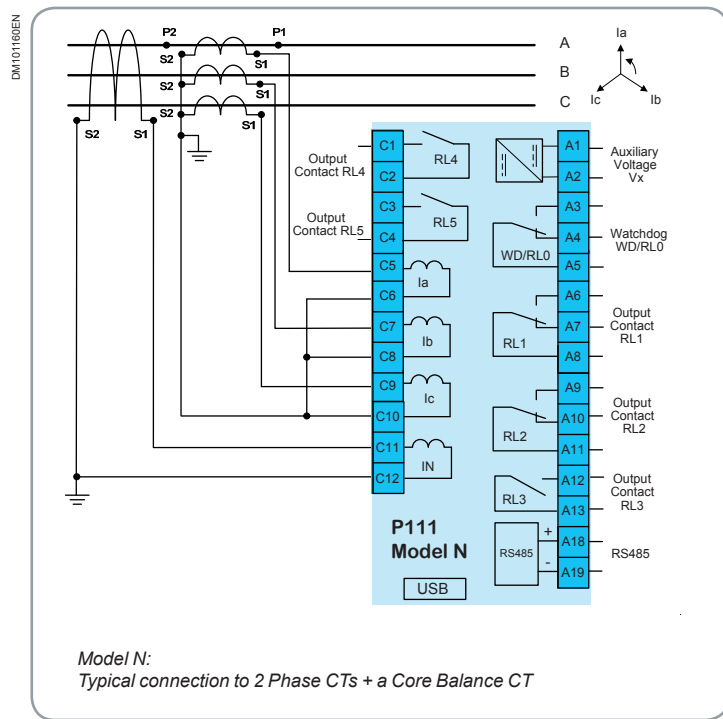 DM101160EN
P2 P1 A
S2 S1 B
S2 S1 C
S2 S1
S2 S1
Ia
Ic Ib
Output
Contact RL4
C1
C2
RL4
Output
Contact RL5
C3
C4
RL5
C5
C6
Ia
C7
C8
Ib
C9
C10
Ic
C11
C12
IN
A1
A2
Auxiliary
Voltage
Vx
A3
A4
A5
WD/RL0
Watchdog
WD/RL0
A6
A7
A8
RL1
Output
Contact
RL1
A9
A10
A11
RL2
Output
Contact
RL2
A12
A13
RL3
Output
Contact
RL3
A18
A19
RS485
+
-
RS485
P111
Model N
USB
Model N:
Typical connection to 2 Phase CTs + a Core Balance CT